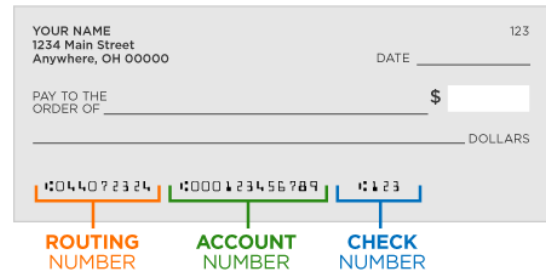 YOUR NAME 123
1234 Main Street
Anywhere, OH 00000
DATE
PAY TO THE
ORDER OF $
DOLLARS
⑆044072324 ⑆000123456789 ⑆123
ROUTING ACCOUNT CHECK
NUMBER NUMBER NUMBER